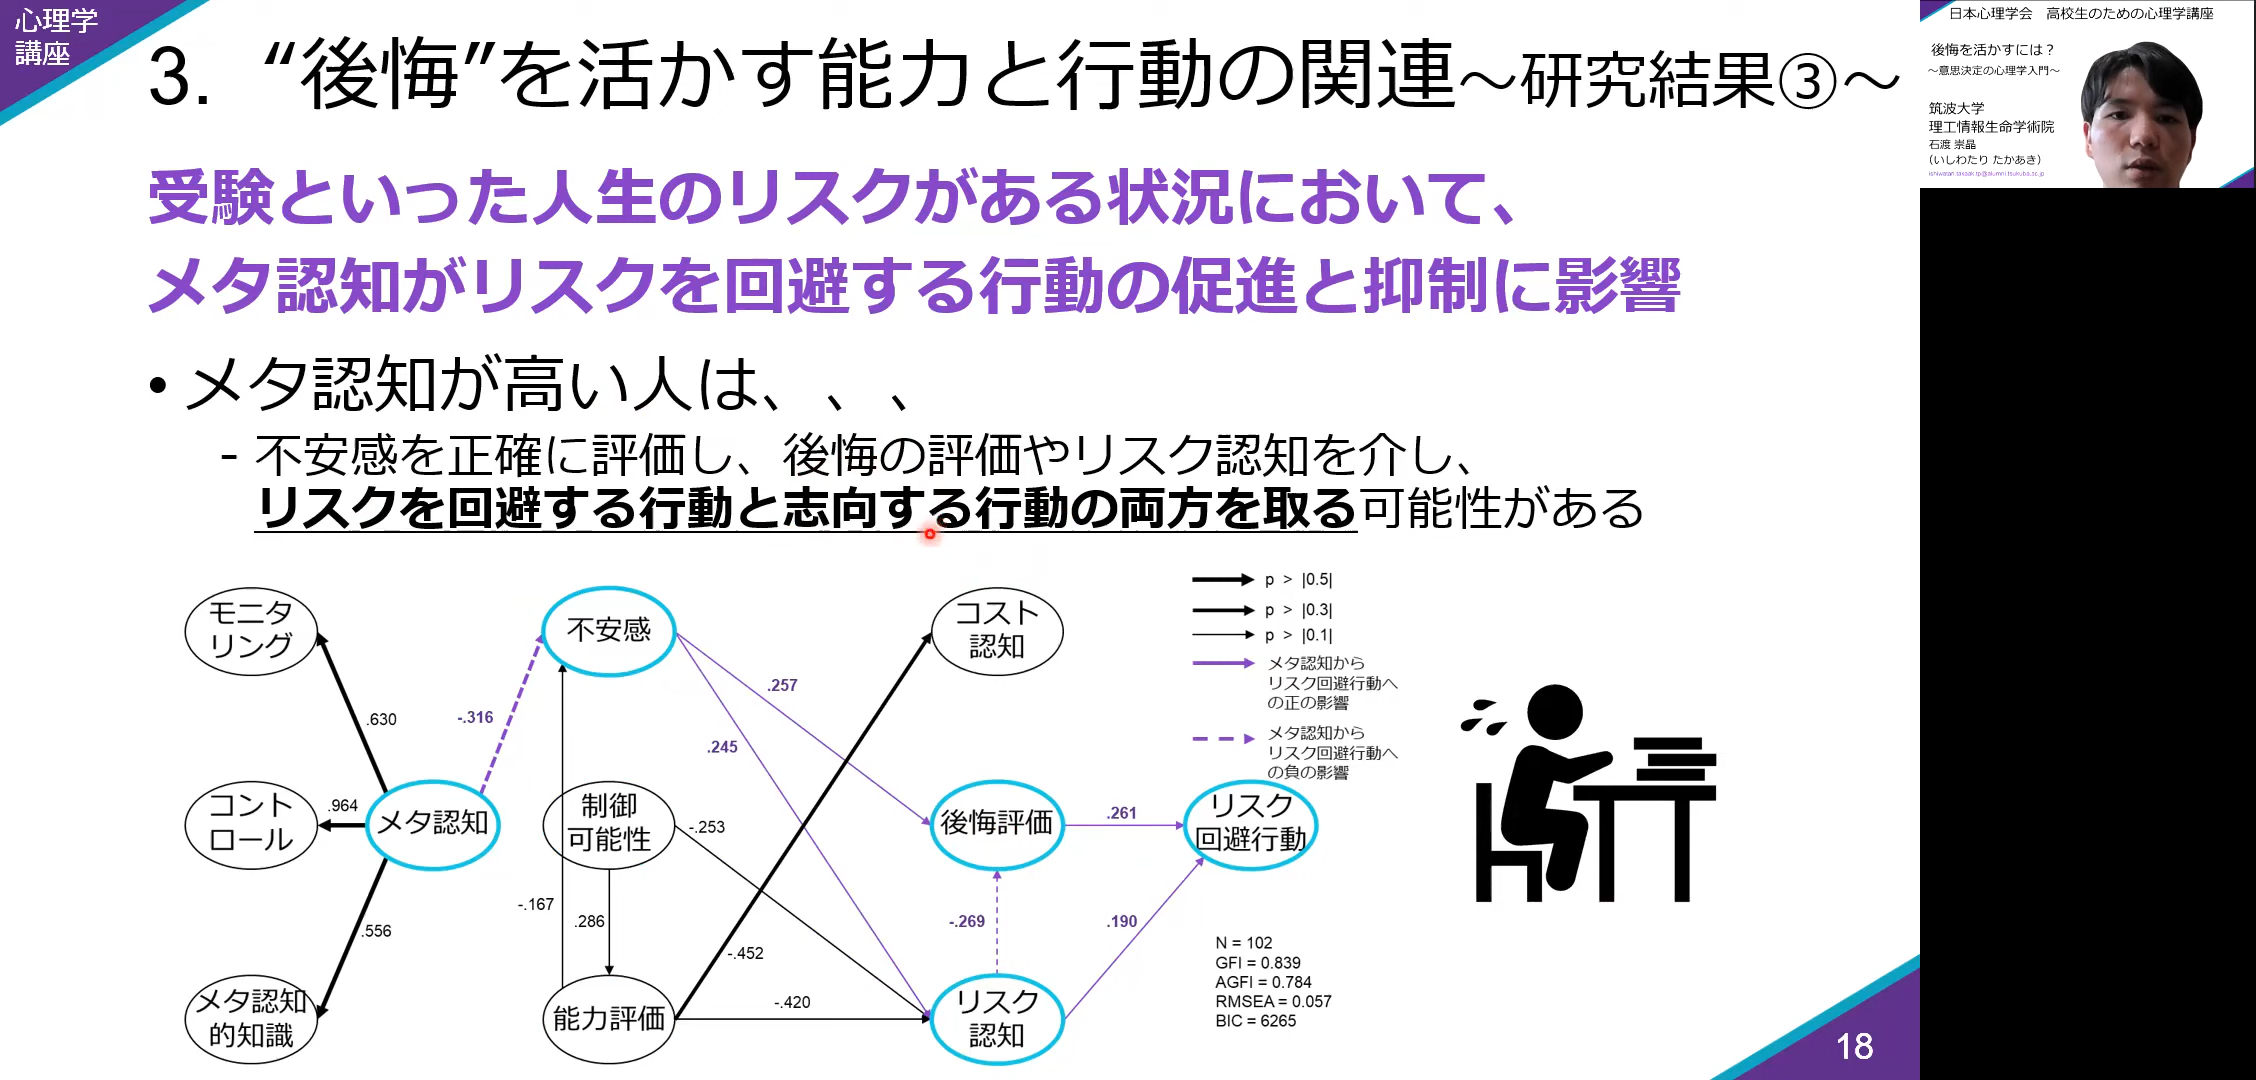 心理学
講座
3. “後悔”を活かす能力と行動の関連～研究結果③～
受験といった人生のリスクがある状況において、
メタ認知がリスクを回避する行動の促進と抑制に影響
• メタ認知が高い人は、、、
- 不安感を正確に評価し、後悔の評価やリスク認知を介し、
リスクを回避する行動と志向する行動の両方を取る可能性がある
モニタ
リング
不安感
コスト
認知
p > |0.5|
p > |0.3|
p > |0.1|
メタ認知から
リスク回避行動へ
の正の影響
メタ認知から
リスク回避行動へ
の負の影響
.630
-.316
.257
.245
コント
ロール
.964
メタ認知
制御
可能性
-.253
後悔評価
.261
リスク
回避行動
.556
-.167
.286
-.452
-.269
.190
-.420
メタ認知
的知識
能力評価
リスク
認知
N = 102
GFI = 0.839
AGFI = 0.784
RMSEA = 0.057
BIC = 6265
18
日本心理学会 高校生のための心理学講座
後悔を活かすには？
～意思決定の心理学入門～
筑波大学
理工情報生命学術院
石渡 崇晶
（いしわたり たかあき）